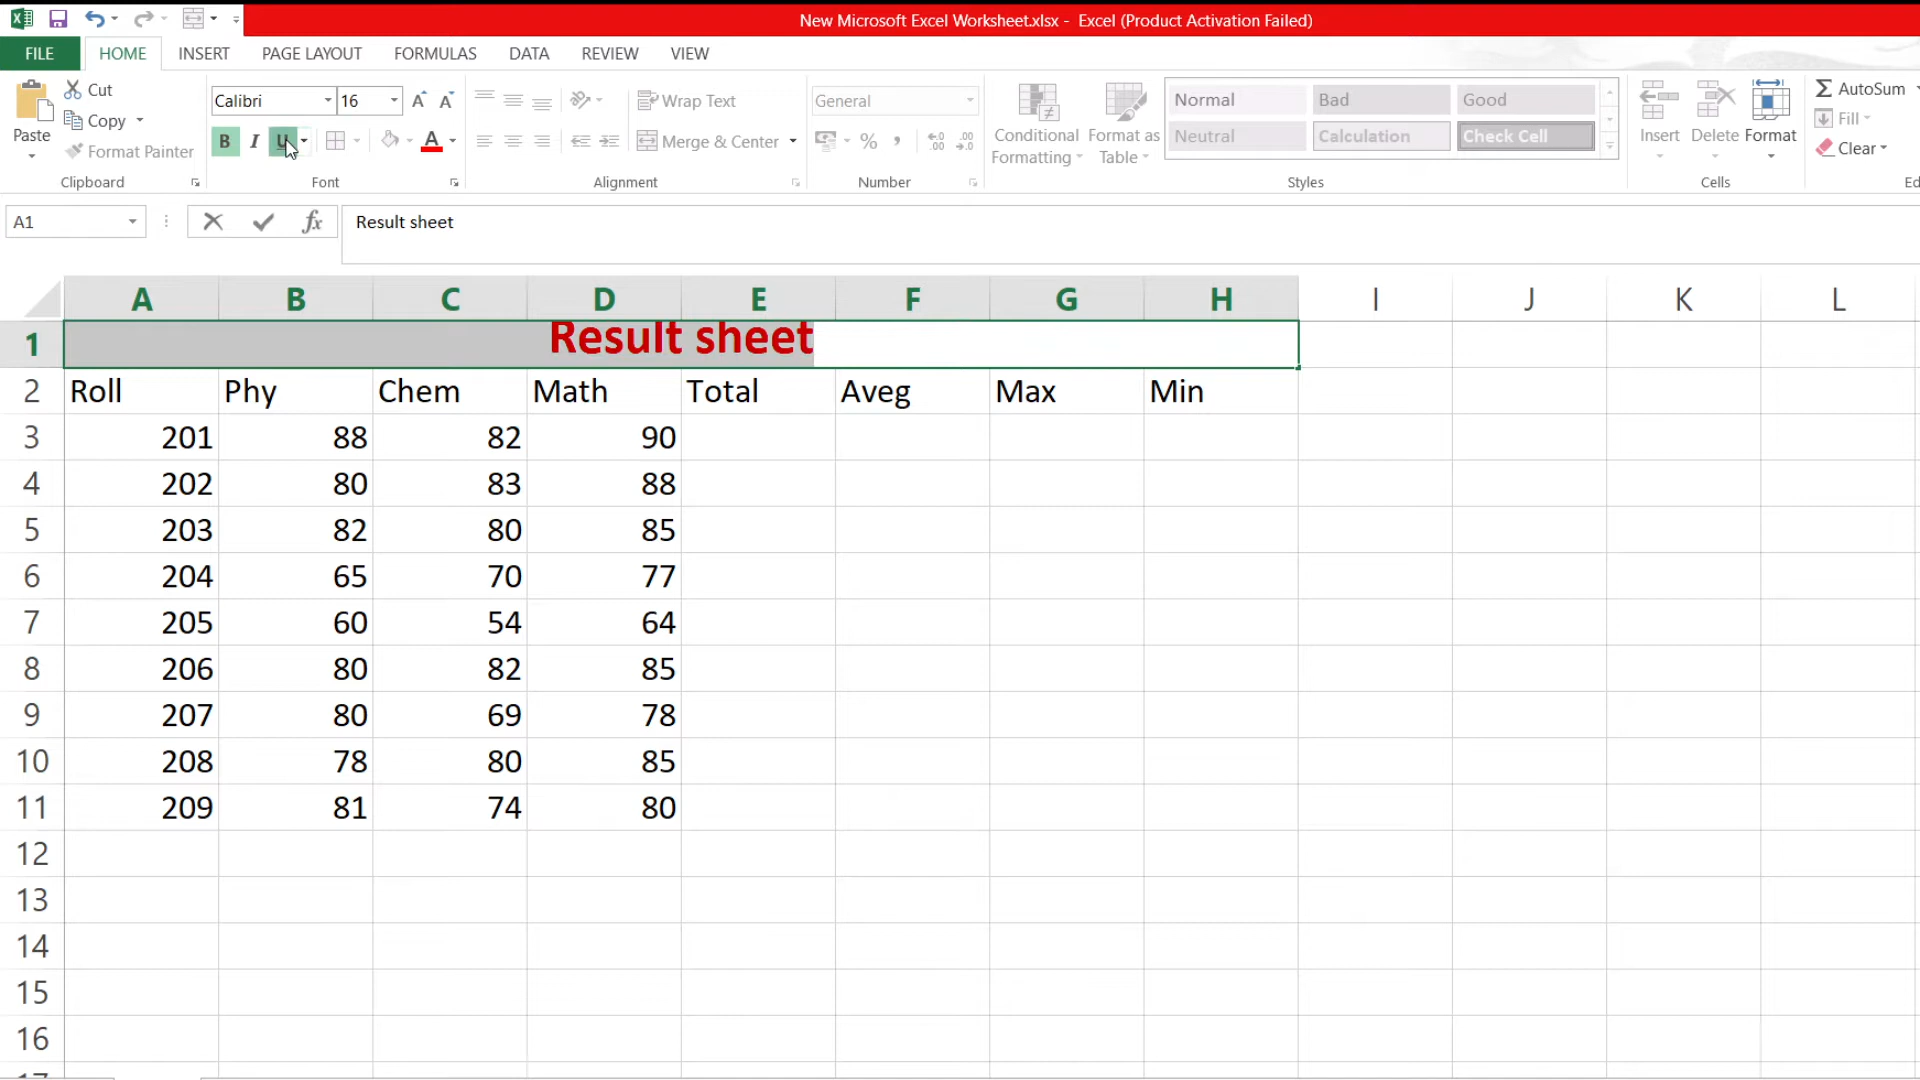 New Microsoft Excel Worksheet.xlsx - Excel (Product Activation Failed)
FILE HOME INSERT PAGE LAYOUT FORMULAS DATA REVIEW VIEW
Paste
Cut
Copy
Format Painter
Clipboard
Calibri 16
B I U
Font
Wrap Text
Merge & Center
Alignment
General
%
Number
Conditional Formatting
Format as Table
Normal Bad Good
Neutral Calculation Check Cell
Styles
Insert Delete Format
Cells
AutoSum
Fill
Clear
Ed
A1 fx Result sheet
A B C D E F G H I J K L
1 Result sheet
2 Roll Phy Chem Math Total Aveg Max Min
3 201 88 82 90
4 202 80 83 88
5 203 82 80 85
6 204 65 70 77
7 205 60 54 64
8 206 80 82 85
9 207 80 69 78
10 208 78 80 85
11 209 81 74 80
12
13
14
15
16